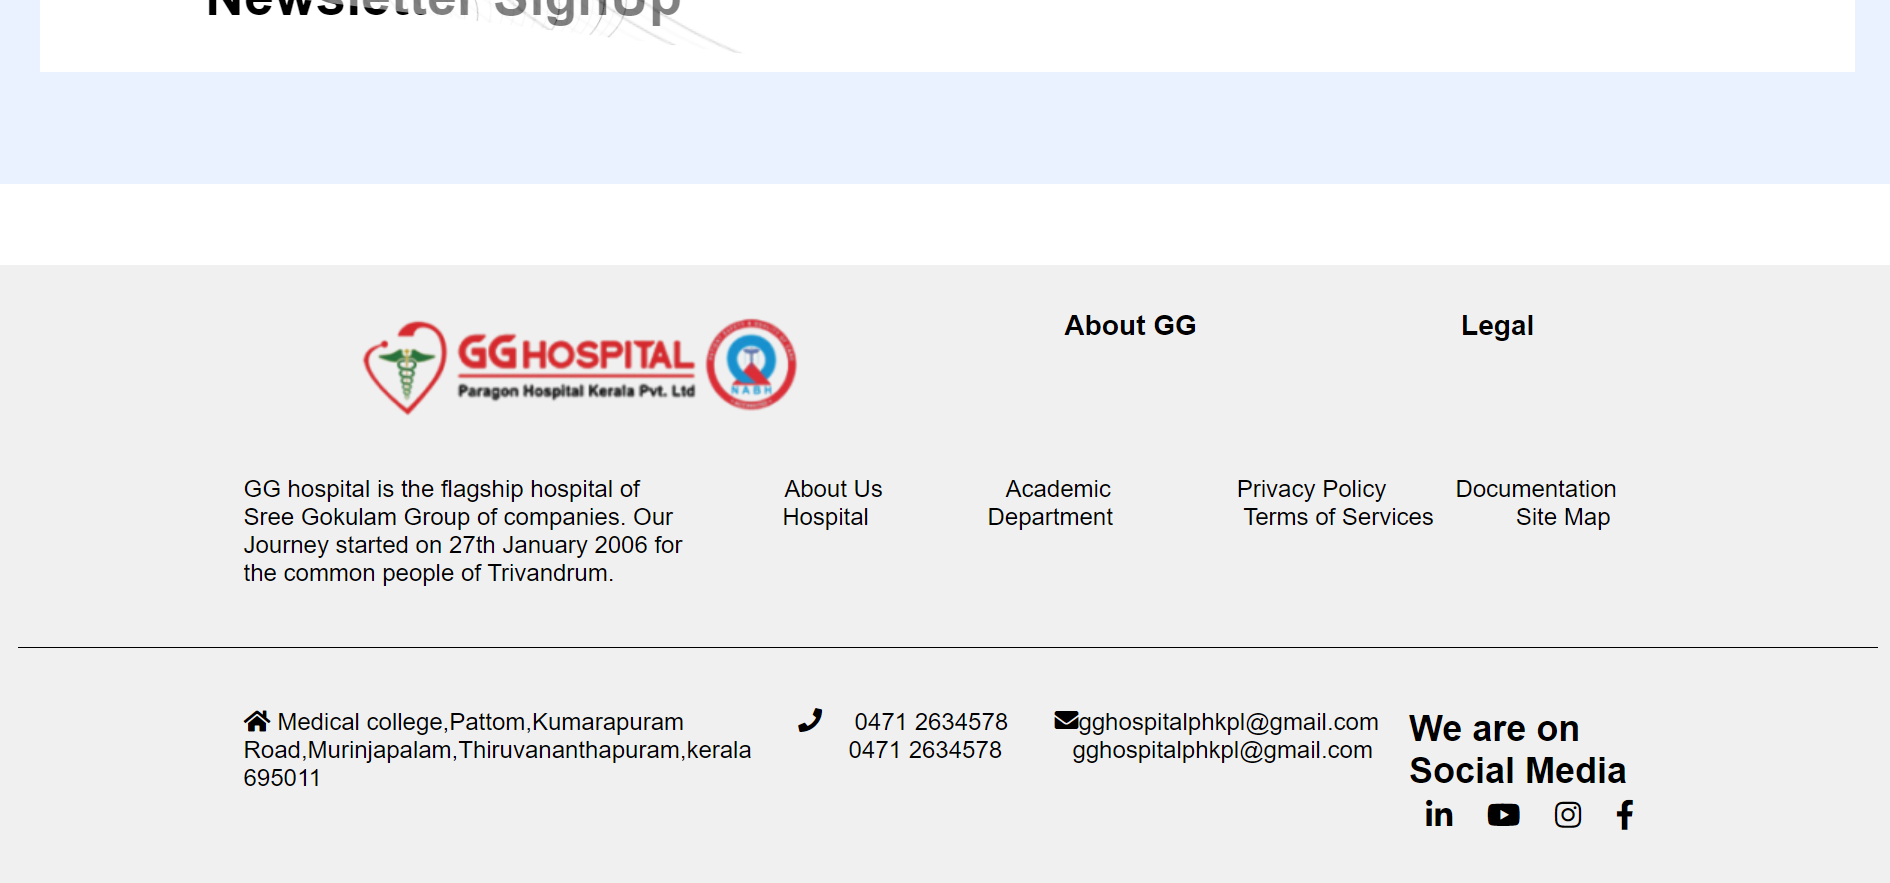 Newsletter SignUp
GG HOSPITAL
Paragon Hospital Kerala Pvt. Ltd
NABH
About GG
Legal
GG hospital is the flagship hospital of
Sree Gokulam Group of companies. Our
Journey started on 27th January 2006 for
the common people of Trivandrum.
About Us
Academic
Hospital
Department
Privacy Policy
Documentation
Terms of Services
Site Map
Medical college,Pattom,Kumarapuram
Road,Murinjapalam,Thiruvananthapuram,kerala
695011
0471 2634578
0471 2634578
gghospitalphkpl@gmail.com
gghospitalphkpl@gmail.com
We are on
Social Media